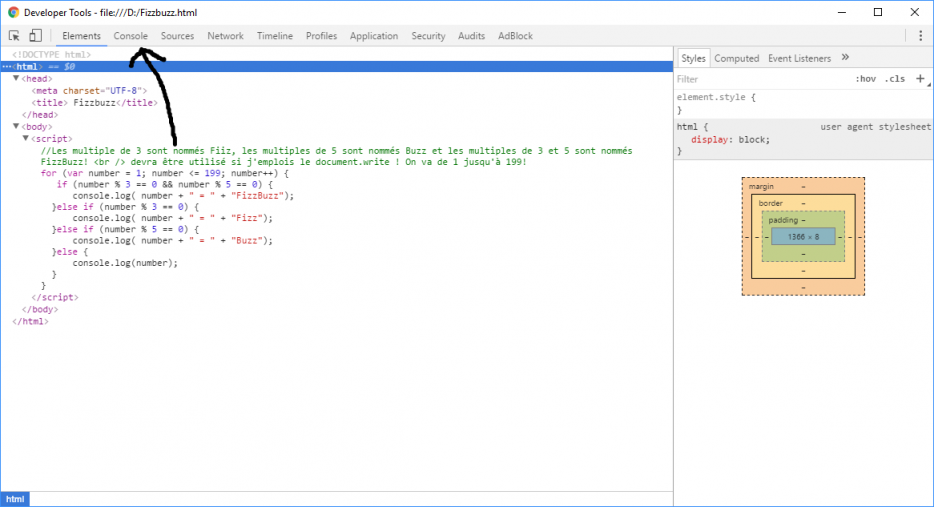 Developer Tools - file:///D:/Fizzbuzz.html
Elements Console Sources Network Timeline Profiles Application Security Audits AdBlock
<!DOCTYPE html>
···<html> == $0
▼<head>
<meta charset="UTF-8">
<title> Fizzbuzz</title>
</head>
▼<body>
▼<script>
//Les multiple de 3 sont nommés Fiiz, les multiples de 5 sont nommés Buzz et les multiples de 3 et 5 sont nommés
FizzBuzz! <br /> devra être utilisé si j'emplois le document.write ! On va de 1 jusqu'à 199!
for (var number = 1; number <= 199; number++) {
if (number % 3 == 0 && number % 5 == 0) {
console.log( number + " = " + "FizzBuzz");
}else if (number % 3 == 0) {
console.log( number + " = " + "Fizz");
}else if (number % 5 == 0) {
console.log( number + " = " + "Buzz");
}else {
console.log(number);
}
}
</script>
</body>
</html>
html
Styles Computed Event Listeners »
Filter :hov .cls +
element.style {
}
html { user agent stylesheet
display: block;
}
margin –
border –
padding –
– – – 1366 × 8 – – –
–
–
–